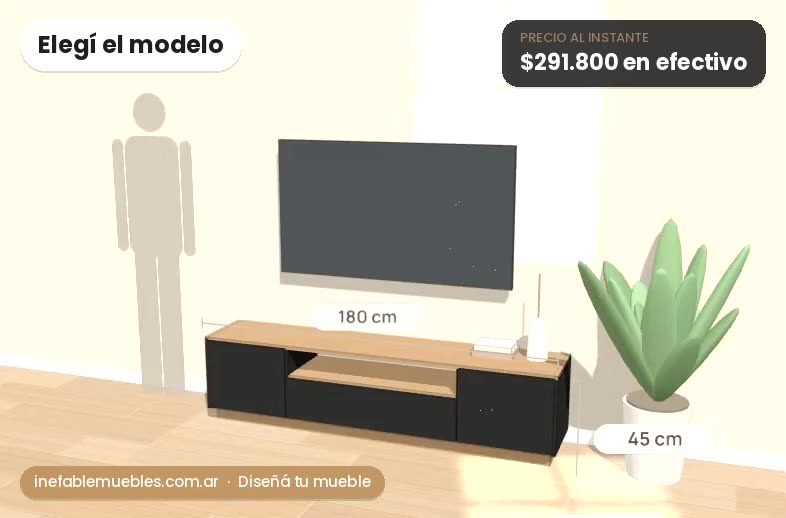 Elegí el modelo
PRECIO AL INSTANTE
$291.800 en efectivo
180 cm
45 cm
inefablemuebles.com.ar · Diseñá tu mueble